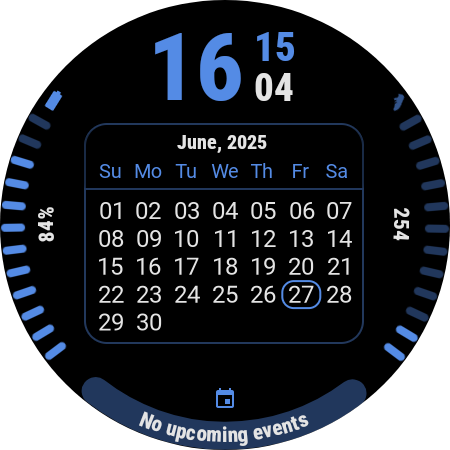 16 15
04
June, 2025
Su Mo Tu We Th Fr Sa
01 02 03 04 05 06 07
08 09 10 11 12 13 14
15 16 17 18 19 20 21
22 23 24 25 26 27 28
29 30
84%
254
No upcoming events